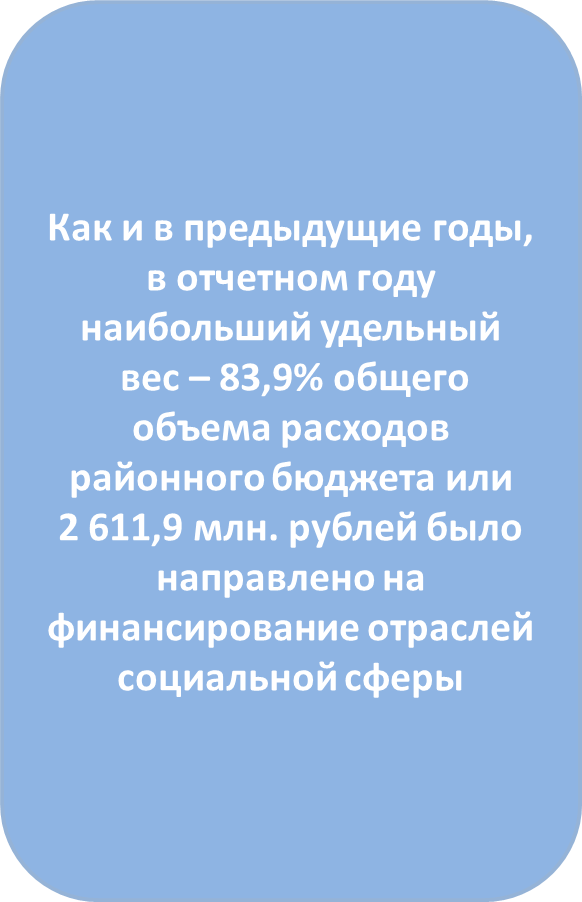 Как и в предыдущие годы,
в отчетном году
наибольший удельный
вес – 83,9% общего
объема расходов
районного бюджета или
2 611,9 млн. рублей было
направлено на
финансирование отраслей
социальной сферы